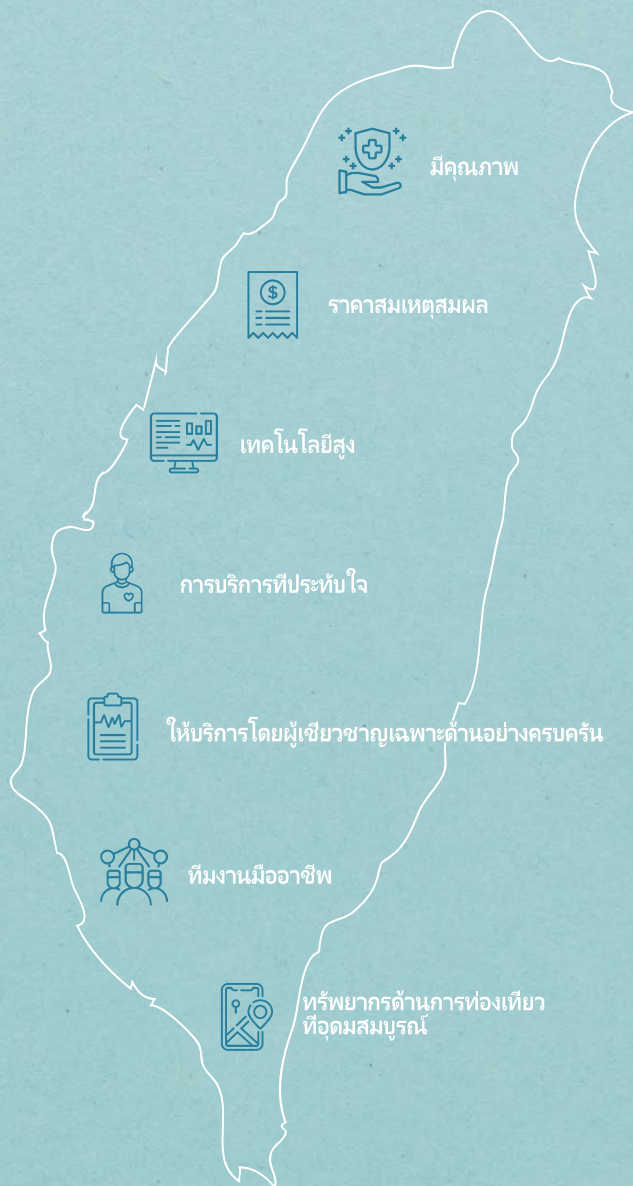 มีคุณภาพ
$
ราคาสมเหตุสมผล
เทคโนโลยีสูง
การบริการที่ประทับใจ
ให้บริการโดยผู้เชี่ยวชาญเฉพาะด้านอย่างครบครัน
ทีมงานมืออาชีพ
ทรัพยากรด้านการท่องเที่ยว
ที่อุดมสมบูรณ์